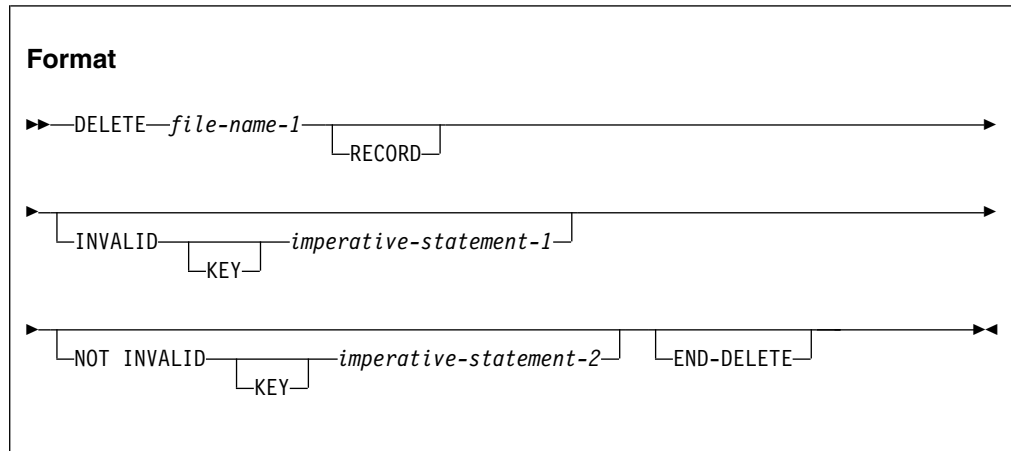 Format
DELETE file-name-1
RECORD
INVALID imperative-statement-1
KEY
NOT INVALID imperative-statement-2 END-DELETE
KEY